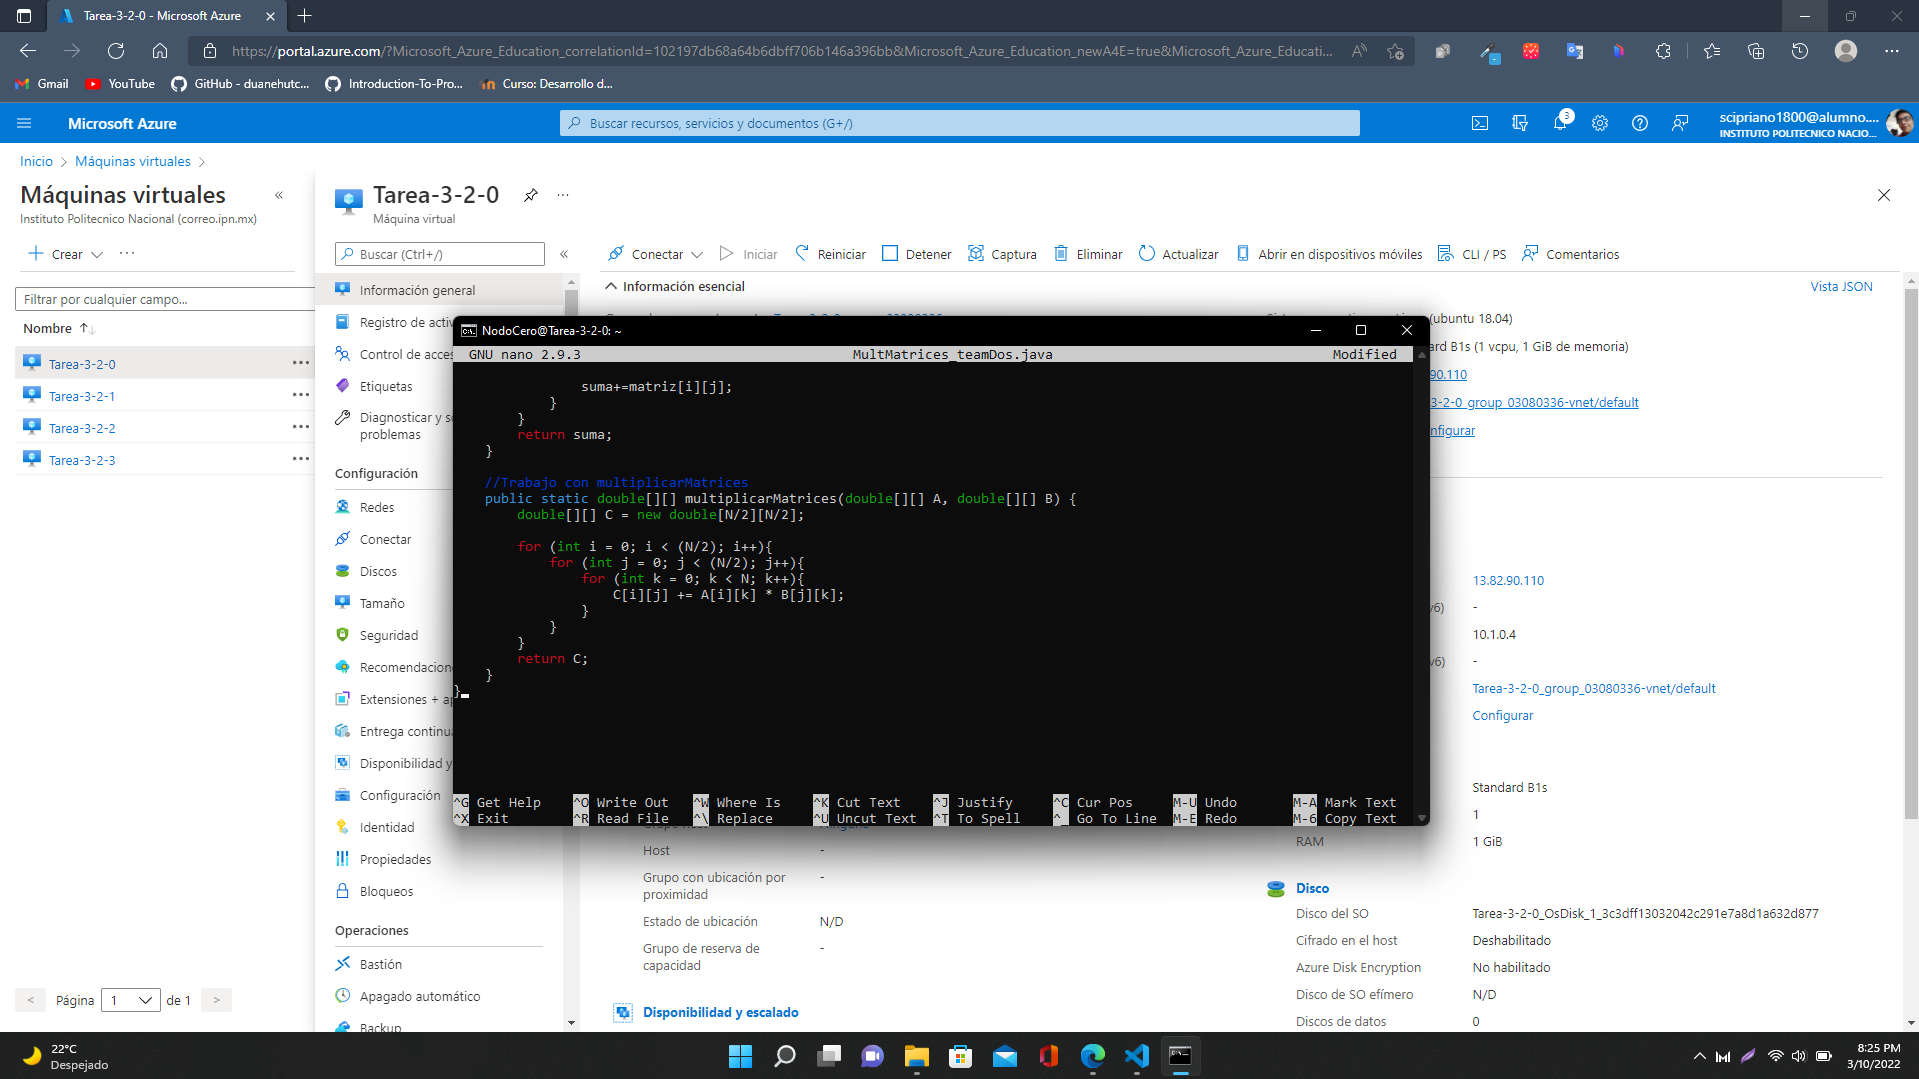 Tarea-3-2-0 - Microsoft Azure
https://portal.azure.com/?Microsoft_Azure_Education_correlationId=102197db68a64b6dbff706b146a396bb&Microsoft_Azure_Education_newA4E=true&Microsoft_Azure_Educati...
Gmail
YouTube
GitHub - duanehutc...
Introduction-To-Pro...
Curso: Desarrollo d...
Microsoft Azure
Buscar recursos, servicios y documentos (G+/)
3
scipriano1800@alumno....
INSTITUTO POLITECNICO NACIO...
Inicio > Máquinas virtuales >
Máquinas virtuales
Instituto Politecnico Nacional (correo.ipn.mx)
Crear
Filtrar por cualquier campo...
Nombre
Tarea-3-2-0
Tarea-3-2-1
Tarea-3-2-2
Tarea-3-2-3
< Página 1 de 1 >
Tarea-3-2-0
Máquina virtual
Buscar (Ctrl+/)
Información general
Registro de activ
Control de acces
Etiquetas
Diagnosticar y so
problemas
Configuración
Redes
Conectar
Discos
Tamaño
Seguridad
Recomendacion
Extensiones + ap
Entrega continua
Disponibilidad y
Configuración
Identidad
Propiedades
Bloqueos
Operaciones
Bastión
Apagado automático
Backup
Conectar
Iniciar
Reiniciar
Detener
Captura
Eliminar
Actualizar
Abrir en dispositivos móviles
CLI / PS
Comentarios
Información esencial
Vista JSON
(ubuntu 18.04)
ard B1s (1 vcpu, 1 GiB de memoria)
90.110
3-2-0_group_03080336-vnet/default
nfigurar
NodoCero@Tarea-3-2-0: ~
GNU nano 2.9.3 MultMatrices_teamDos.java Modified
suma+=matriz[i][j];
}
}
return suma;
}
//Trabajo con multiplicarMatrices
public static double[][] multiplicarMatrices(double[][] A, double[][] B) {
double[][] C = new double[N/2][N/2];
for (int i = 0; i < (N/2); i++){
for (int j = 0; j < (N/2); j++){
for (int k = 0; k < N; k++){
C[i][j] += A[i][k] * B[j][k];
}
}
}
return C;
}
}
^G Get Help ^O Write Out ^W Where Is ^K Cut Text ^J Justify ^C Cur Pos M-U Undo M-A Mark Text
^X Exit ^R Read File ^\ Replace ^U Uncut Text ^T To Spell ^_ Go To Line M-E Redo M-6 Copy Text
13.82.90.110
v6) -
10.1.0.4
v6) -
Tarea-3-2-0_group_03080336-vnet/default
Configurar
Standard B1s
1
RAM 1 GiB
Host -
Grupo con ubicación por
proximidad -
Estado de ubicación N/D
Grupo de reserva de
capacidad -
Disponibilidad y escalado
Disco
Disco del SO Tarea-3-2-0_OsDisk_1_3c3dff13032042c291e7a8d1a632d877
Cifrado en el host Deshabilitado
Azure Disk Encryption No habilitado
Disco de SO efímero N/D
Discos de datos 0
22°C
Despejado
8:25 PM
3/10/2022